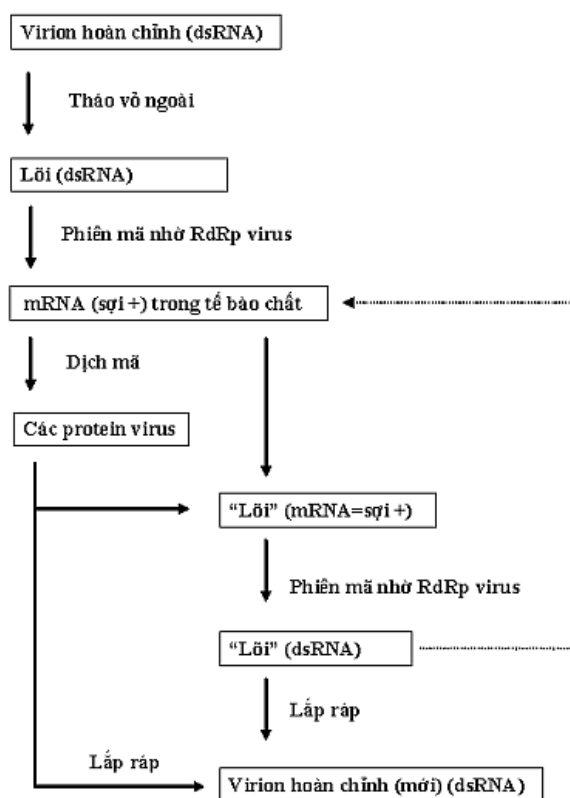 Virion hoàn chỉnh (dsRNA)
Tháo vỏ ngoài
Lõi (dsRNA)
Phiên mã nhờ RdRp virus
mRNA (sợi +) trong tế bào chất
Dịch mã
Các protein virus
“Lõi” (mRNA=sợi +)
Phiên mã nhờ RdRp virus
“Lõi” (dsRNA)
Lắp ráp
Lắp ráp
Virion hoàn chỉnh (mới) (dsRNA)